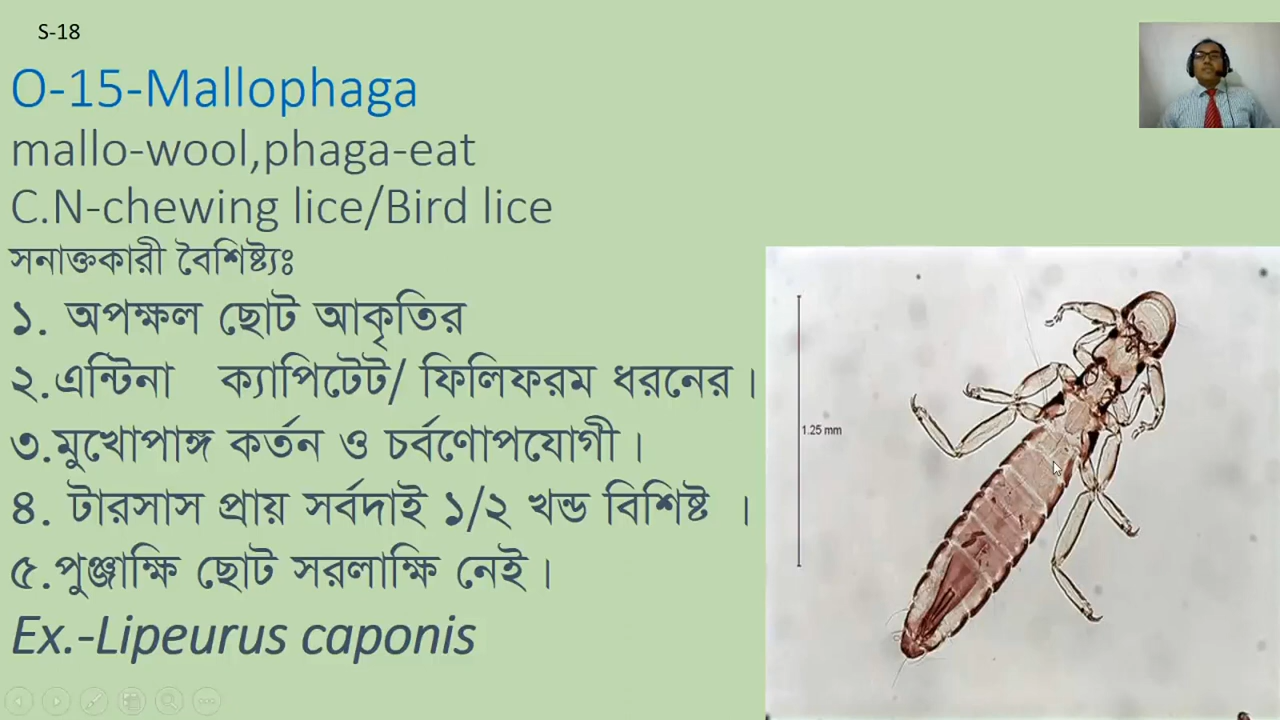 S-18
O-15-Mallophaga
mallo-wool,phaga-eat
C.N-chewing lice/Bird lice
সনাক্তকারী বৈশিষ্ট্যঃ
১. অপক্ষল ছোট আকৃতির
২.এন্টিনা ক্যাপিটেট/ ফিলিফরম ধরনের।
৩.মুখোপাঙ্গ কর্তন ও চর্বণোপযোগী।
৪. টারসাস প্রায় সর্বদাই ১/২ খন্ড বিশিষ্ট ।
৫.পুঞ্জাক্ষি ছোট সরলাক্ষি নেই।
Ex.-Lipeurus caponis
1.25 mm